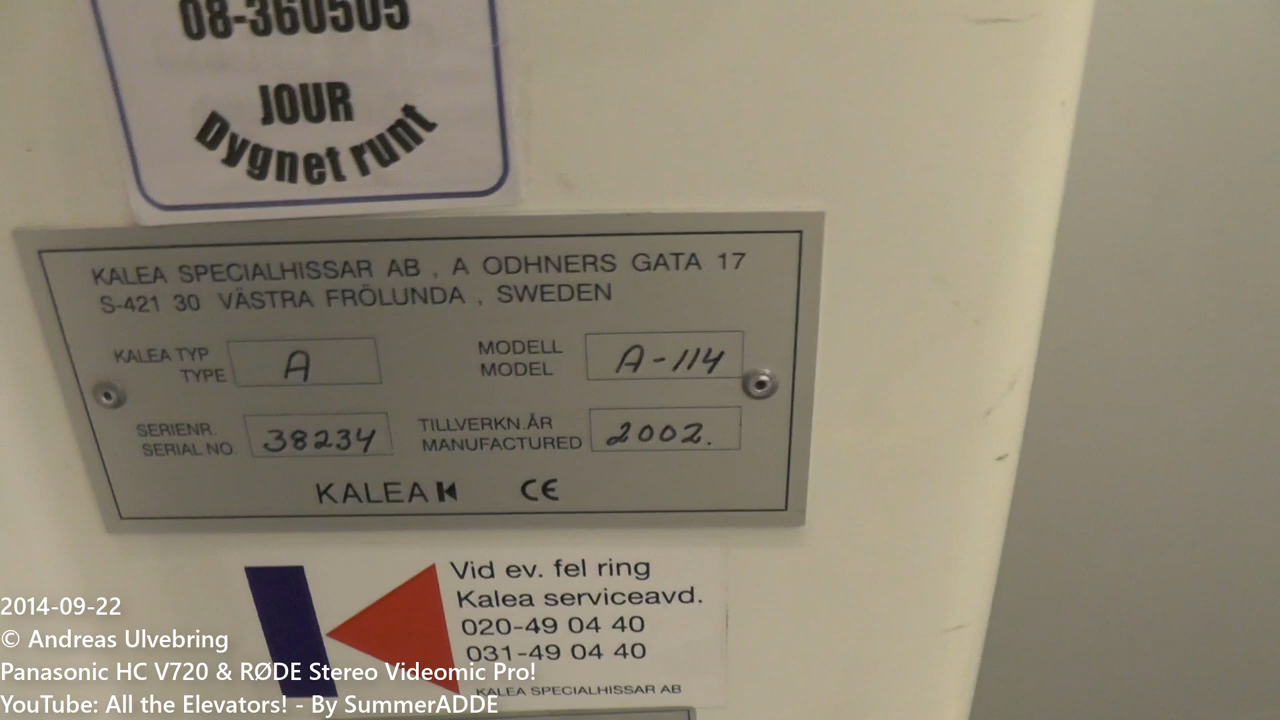 08-360505
JOUR
Dygnet runt
KALEA SPECIALHISSAR AB , A ODHNERS GATA 17
S-421 30 VÄSTRA FRÖLUNDA , SWEDEN
KALEA TYP
TYPE
A
MODELL
MODEL
A-114
SERIENR.
SERIAL NO.
38234
TILLVERKN.ÅR
MANUFACTURED
2002.
KALEA K CE
Vid ev. fel ring
Kalea serviceavd.
020-49 04 40
031-49 04 40
KALEA SPECIALHISSAR AB
2014-09-22
© Andreas Ulvebring
Panasonic HC V720 & RØDE Stereo Videomic Pro!
YouTube: All the Elevators! - By SummerADDE